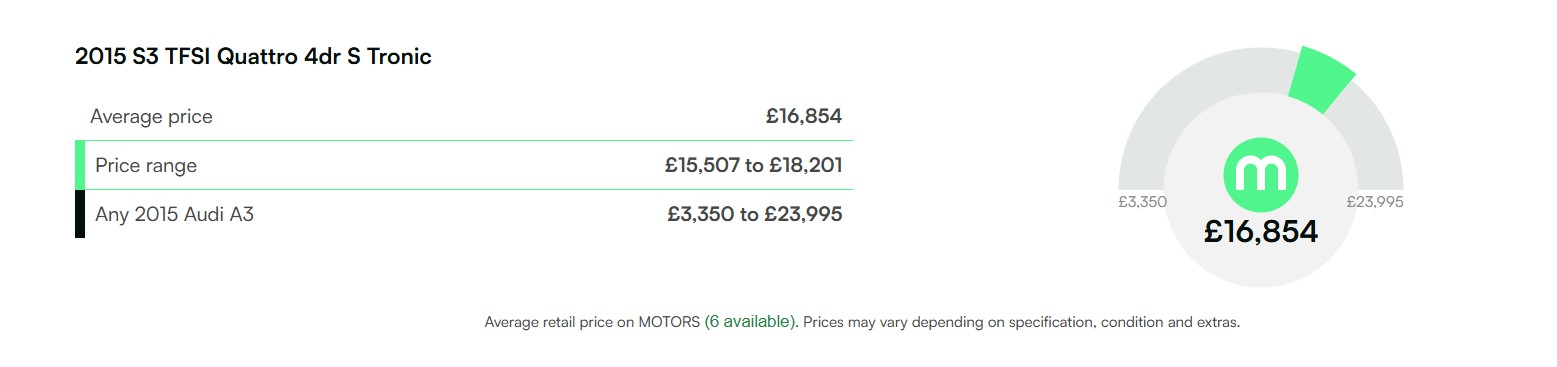 2015 S3 TFSI Quattro 4dr S Tronic
Average price £16,854
Price range £15,507 to £18,201
Any 2015 Audi A3 £3,350 to £23,995
m
£3,350 £23,995
£16,854
Average retail price on MOTORS (6 available). Prices may vary depending on specification, condition and extras.